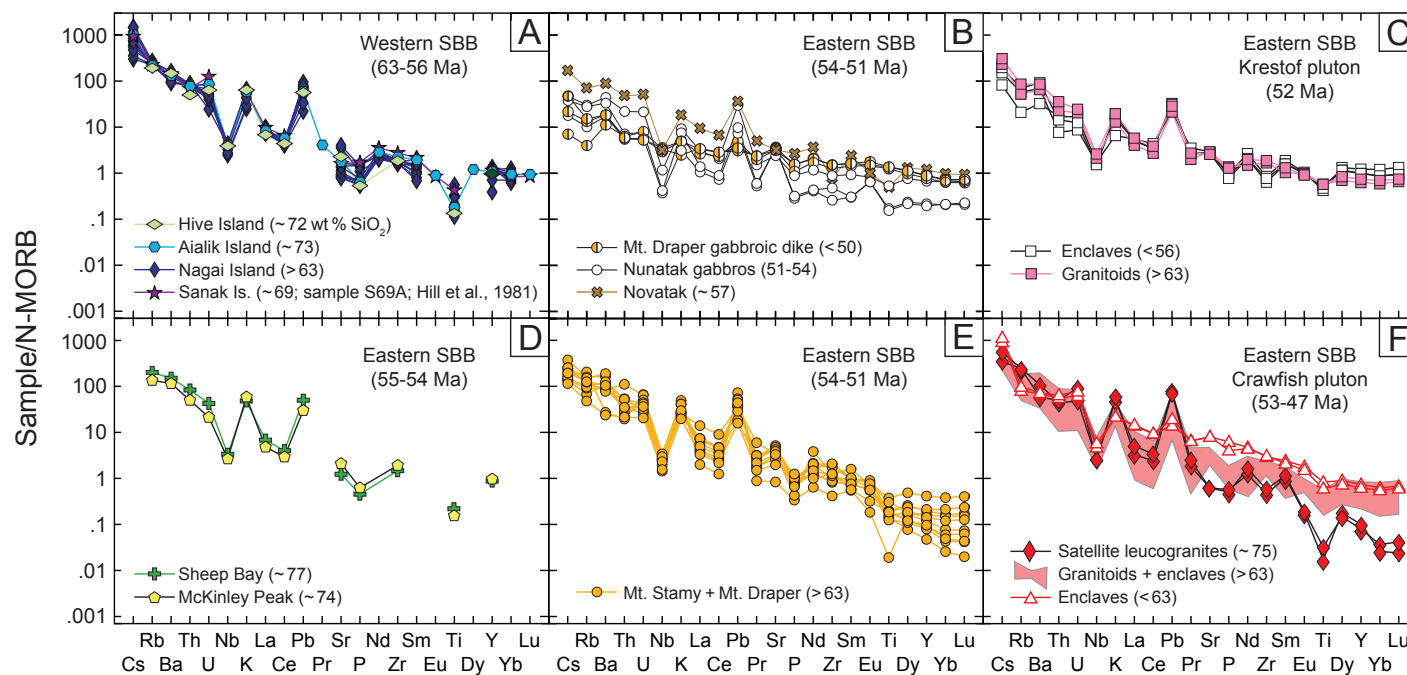 Sample/N-MORB
1000
100
10
1
.1
.01
.001
A
Western SBB
(63-56 Ma)
Hive Island (~72 wt % SiO₂)
Aialik Island (~73)
Nagai Island (>63)
Sanak Is. (~69; sample S69A; Hill et al., 1981)
B
Eastern SBB
(54-51 Ma)
Mt. Draper gabbroic dike (<50)
Nunatak gabbros (51-54)
Novatak (~57)
C
Eastern SBB
Krestof pluton
(52 Ma)
Enclaves (<56)
Granitoids (>63)
1000
100
10
1
.1
.01
.001
D
Eastern SBB
(55-54 Ma)
Sheep Bay (~77)
McKinley Peak (~74)
E
Eastern SBB
(54-51 Ma)
Mt. Stamy + Mt. Draper (>63)
F
Eastern SBB
Crawfish pluton
(53-47 Ma)
Satellite leucogranites (~75)
Granitoids + enclaves (>63)
Enclaves (<63)
Rb Th Nb La Pb Sr Nd Sm Ti Y Lu
Cs Ba U K Ce Pr P Zr Eu Dy Yb
Rb Th Nb La Pb Sr Nd Sm Ti Y Lu
Cs Ba U K Ce Pr P Zr Eu Dy Yb
Rb Th Nb La Pb Sr Nd Sm Ti Y Lu
Cs Ba U K Ce Pr P Zr Eu Dy Yb